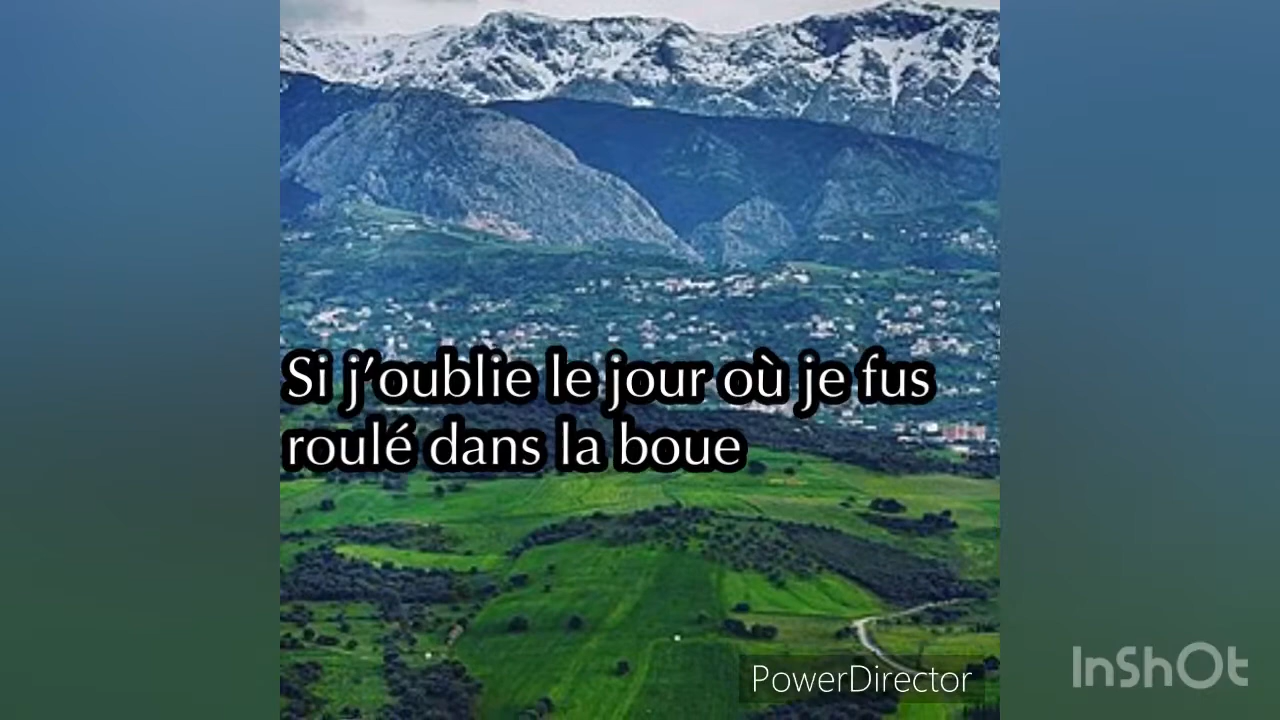 Si j’oublie le jour où je fus
roulé dans la boue
PowerDirector
InShOt